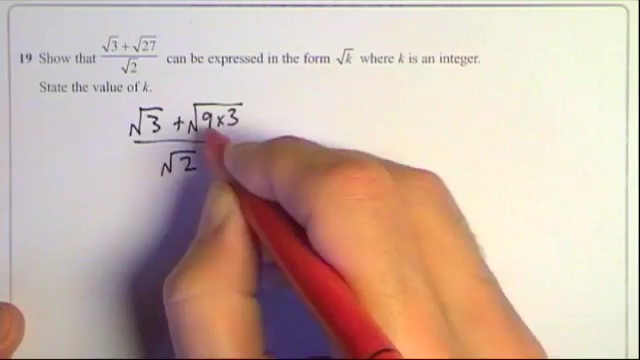 19 Show that (√3 + √27)/√2 can be expressed in the form √k where k is an integer.
State the value of k.
√3 + √9×3
√2